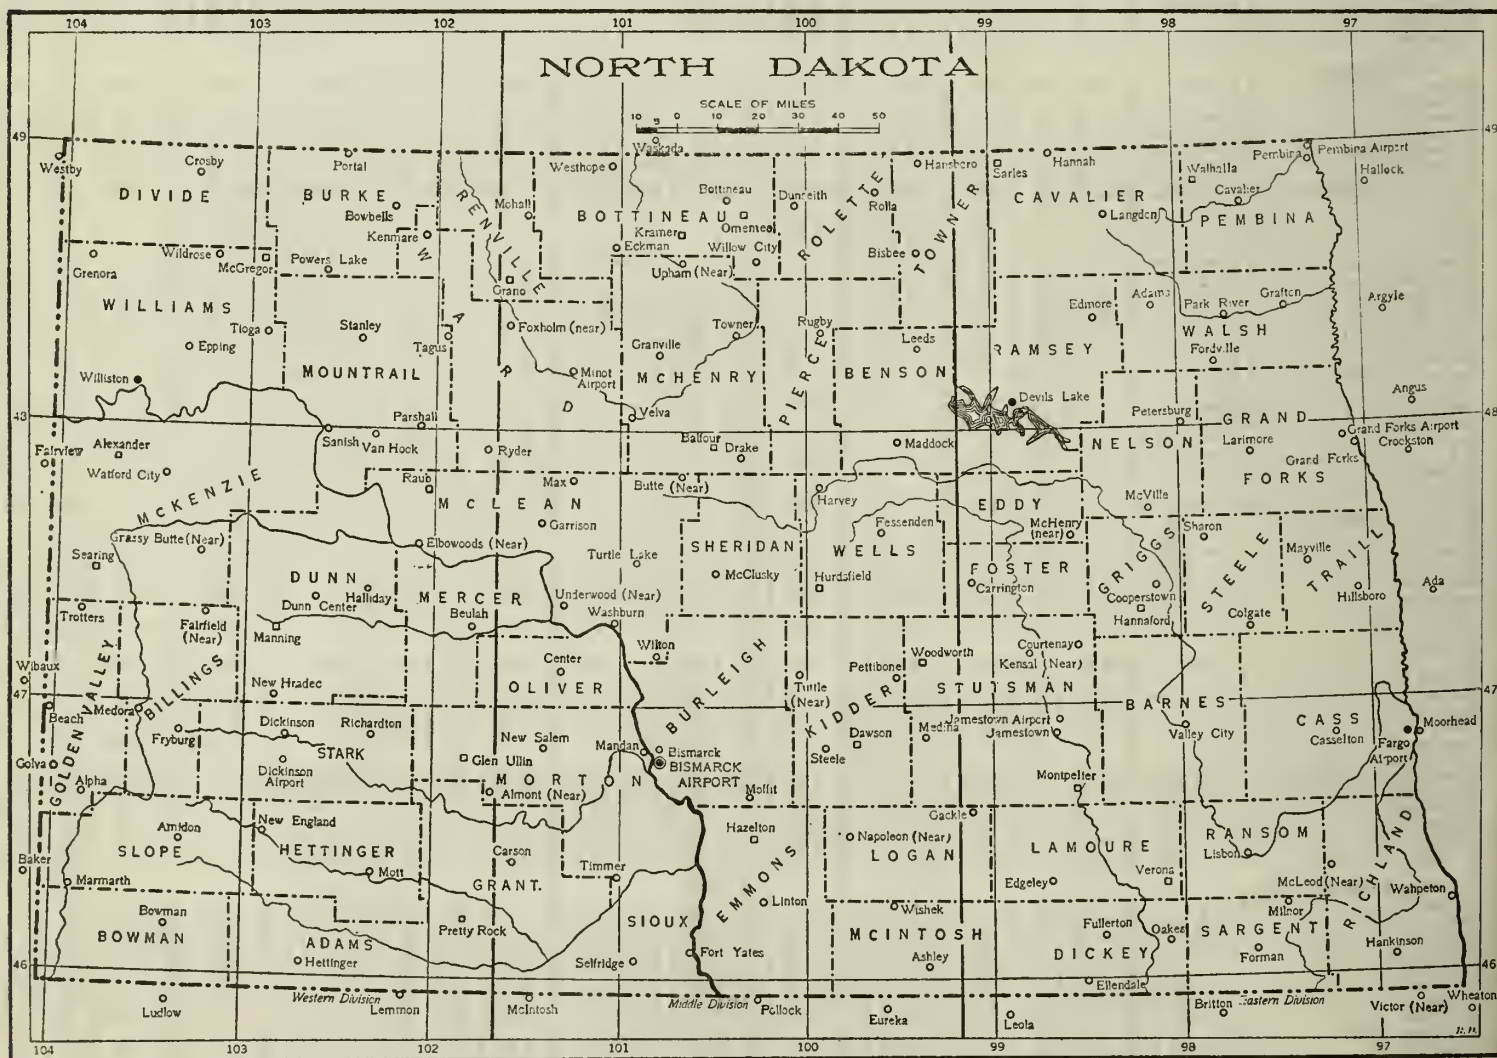 104 103 102 101 100 99 98 97
NORTH DAKOTA
SCALE OF MILES
10 5 0 10 20 30 40 50
49 49
Waskada
Westby
Crosby
Portal
Westhope
Hansboro
Sarles
Hannah
Pembina
Pembina Airport
Hallock
Walhalla
Cavalier
DIVIDE
BURKE
Bowbells
Kenmare
RENVILLE
Mohall
BOTTINEAU
Bottineau
Omemee
Kramer
Eckman
Willow City
Upham (Near)
Dunseith
ROLETTE
Rolla
Bisbee
TOWNER
CAVALIER
Langden
PEMBINA
Grenora
Wildrose
McGregor
Powers Lake
WARD
Grano
WILLIAMS
Tioga
Epping
Stanley
Tagus
Foxholm (near)
Towner
Granville
Rugby
Leeds
Edmore
Adams
Park River
Grafton
Argyle
WALSH
Fordville
RAMSEY
Williston
MOUNTRAIL
Minot
Airport
MCHENRY
PIERCE
BENSON
Devils Lake
Petersburg
GRAND
Angus
43 48
Parshall
Velva
Sanish
Van Hook
Ryder
Balfour
Drake
Maddock
NELSON
Larimore
Grand Forks Airport
Crookston
Grand Forks
FORKS
Fairview
Alexander
Watford City
MCKENZIE
Raub
MCLEAN
Max
Garrison
Butte (Near)
Harvey
Fessenden
EDDY
McHenry
(near)
McVille
Sharon
Grassy Butte (Near)
Searing
Elbowoods (Near)
Turtle Lake
SHERIDAN
McClusky
WELLS
Hurdsfield
FOSTER
Carrington
GRIGGS
Cooperstown
Hannaford
STEELE
Colgate
Mayville
TRAILL
Hillsboro
Ada
DUNN
Halliday
Dunn Center
MERCER
Beulah
Underwood (Near)
Washburn
Trotters
Fairfield
(Near)
Manning
Wilton
Center
OLIVER
BURLEIGH
Pettibone
Woodworth
Courtenay
Kensal (Near)
STUTSMAN
Tuttle
(Near)
KIDDER
Wibaux
GOLDEN VALLEY
BILLINGS
New Hradec
47 47
Beach
Medora
Fryburg
Dickinson
Richardton
STARK
Dickinson
Airport
Golva
Alpha
Glen Ullin
New Salem
Mandan
Bismarck
BISMARCK
AIRPORT
MORTON
Almont (Near)
Moffit
Steele
Dawson
Medina
Jamestown Airport
Jamestown
Montpelier
BARNES
Valley City
CASS
Casselton
Moorhead
Fargo
Airport
Amidon
New England
SLOPE
HETTINGER
Mott
Carson
GRANT.
Timmer
Hazelton
EMMONS
Linton
Gackle
Napoleon (Near)
LOGAN
LAMOURE
Edgeley
Verona
RANSOM
Lisbon
McLeod (Near)
RICHLAND
Wahpeton
Baker
Marmarth
Bowman
BOWMAN
ADAMS
Hettinger
Pretty Rock
SIOUX
Selfridge
Fort Yates
Wishek
MCINTOSH
Ashley
Fullerton
DICKEY
Oakes
Ellendale
SARGENT
Forman
Milnor
Hankinson
46 46
Ludlow
Western Division
Lemmon
McIntosh
Middle Division
Pollock
Eureka
Leola
Britton
Eastern Division
Victor (Near)
Wheaton
104 103 102 101 100 99 98 97